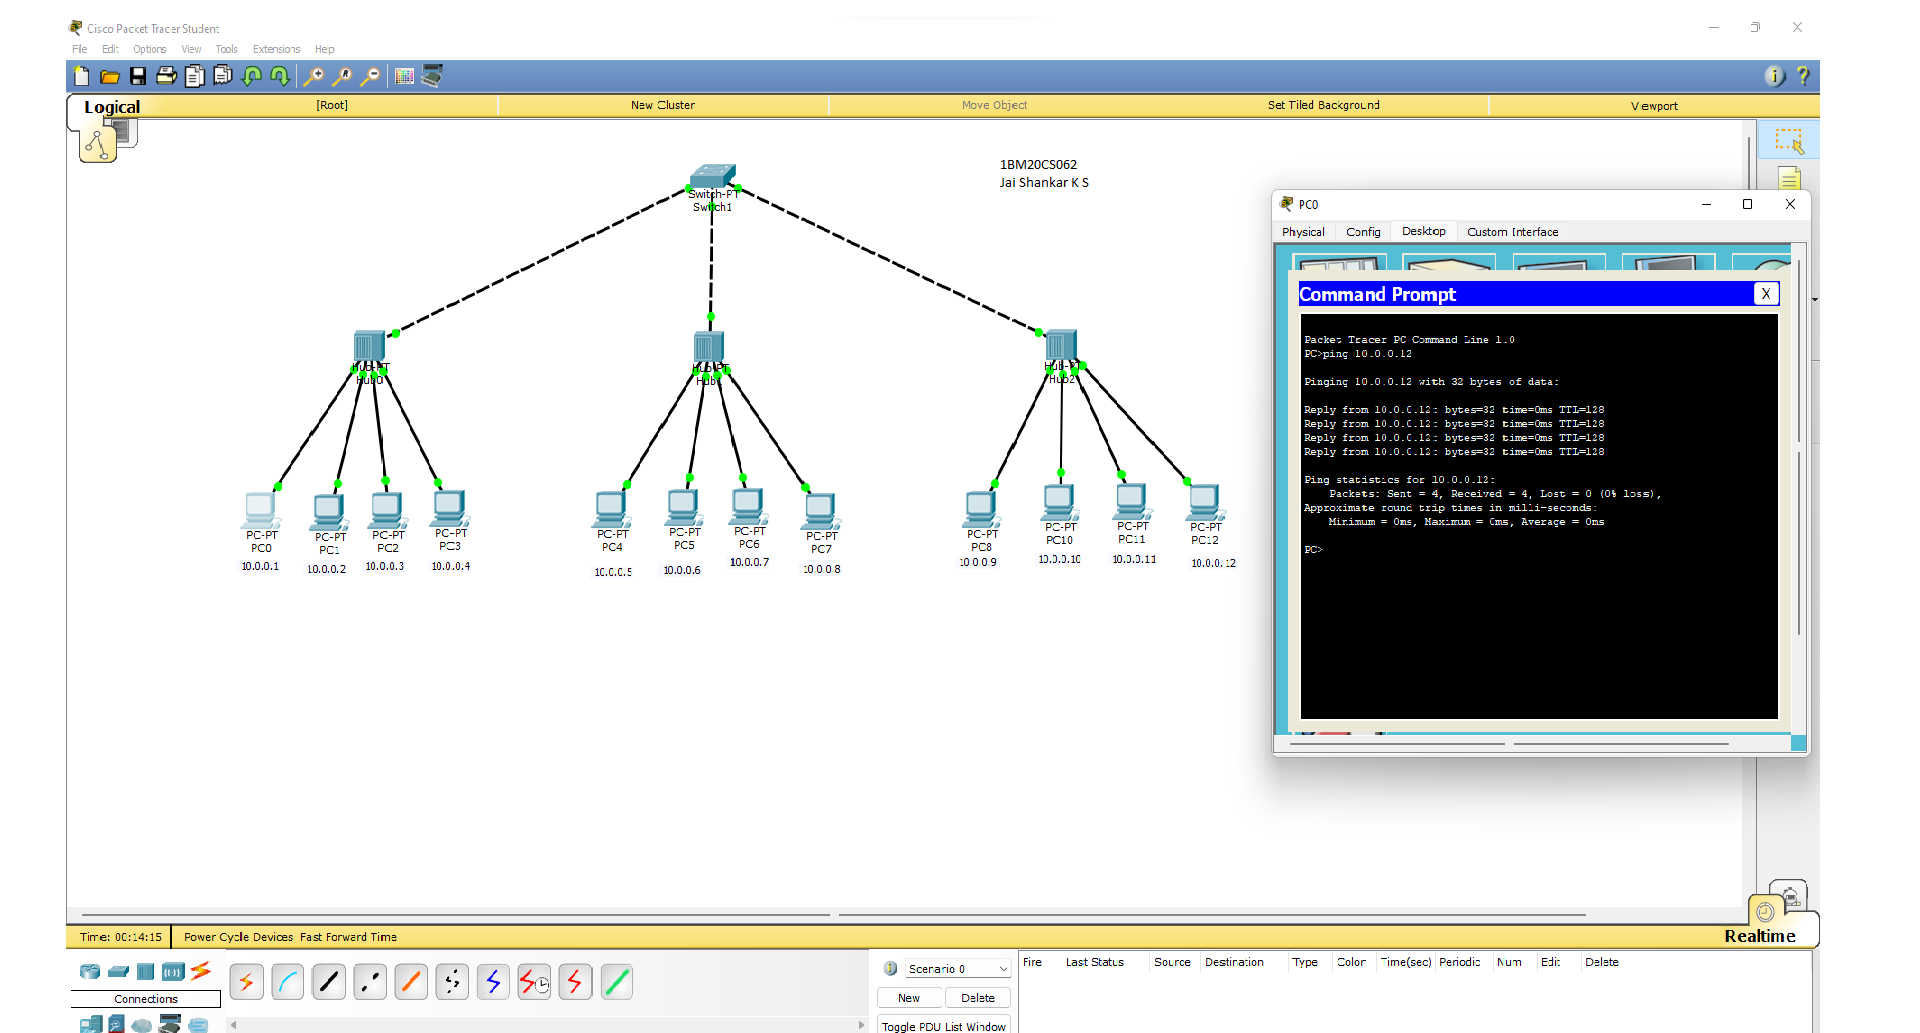 Cisco Packet Tracer Student
File Edit Options View Tools Extensions Help
Logical [Root] New Cluster Move Object Set Tiled Background Viewport
1BM20CS062
Jai Shankar K S
Switch-PT
Switch1
Hub-PT
Hub0
Hub-PT
Hub1
Hub-PT
Hub2
PC-PT
PC0
10.0.0.1
PC-PT
PC1
10.0.0.2
PC-PT
PC2
10.0.0.3
PC-PT
PC3
10.0.0.4
PC-PT
PC4
10.0.0.5
PC-PT
PC5
10.0.0.6
PC-PT
PC6
10.0.0.7
PC-PT
PC7
10.0.0.8
PC-PT
PC8
10.0.0.9
PC-PT
PC10
10.0.0.10
PC-PT
PC11
10.0.0.11
PC-PT
PC12
10.0.0.12
PC0
Physical Config Desktop Custom Interface
Command Prompt X
Packet Tracer PC Command Line 1.0
PC>ping 10.0.0.12
Pinging 10.0.0.12 with 32 bytes of data:
Reply from 10.0.0.12: bytes=32 time=0ms TTL=128
Reply from 10.0.0.12: bytes=32 time=0ms TTL=128
Reply from 10.0.0.12: bytes=32 time=0ms TTL=128
Reply from 10.0.0.12: bytes=32 time=0ms TTL=128
Ping statistics for 10.0.0.12:
Packets: Sent = 4, Received = 4, Lost = 0 (0% loss),
Approximate round trip times in milli-seconds:
Minimum = 0ms, Maximum = 0ms, Average = 0ms
PC>
Time: 00:14:15 Power Cycle Devices Fast Forward Time
Realtime
Connections
Scenario 0
New Delete
Toggle PDU List Window
Fire Last Status Source Destination Type Color Time(sec) Periodic Num Edit Delete